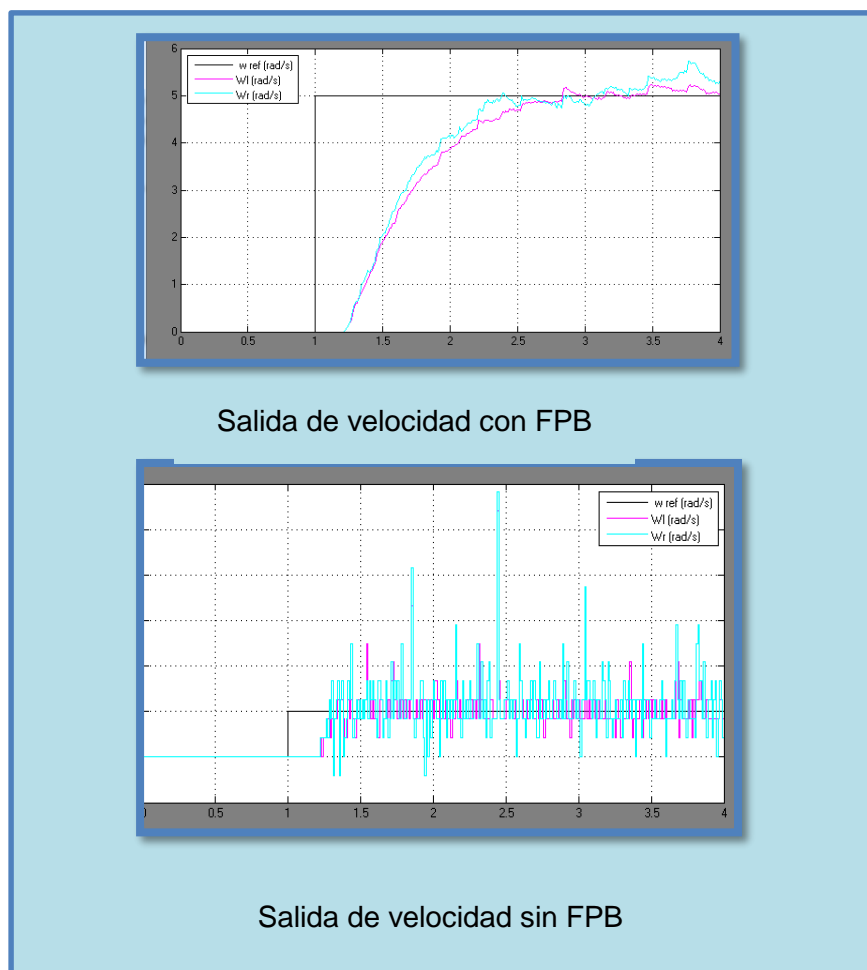 6
5
4
3
2
1
0
w ref (rad/s)
Wl (rad/s)
Wr (rad/s)
0 0.5 1 1.5 2 2.5 3 3.5 4
Salida de velocidad con FPB
w ref (rad/s)
Wl (rad/s)
Wr (rad/s)
0.5 1 1.5 2 2.5 3 3.5 4
Salida de velocidad sin FPB